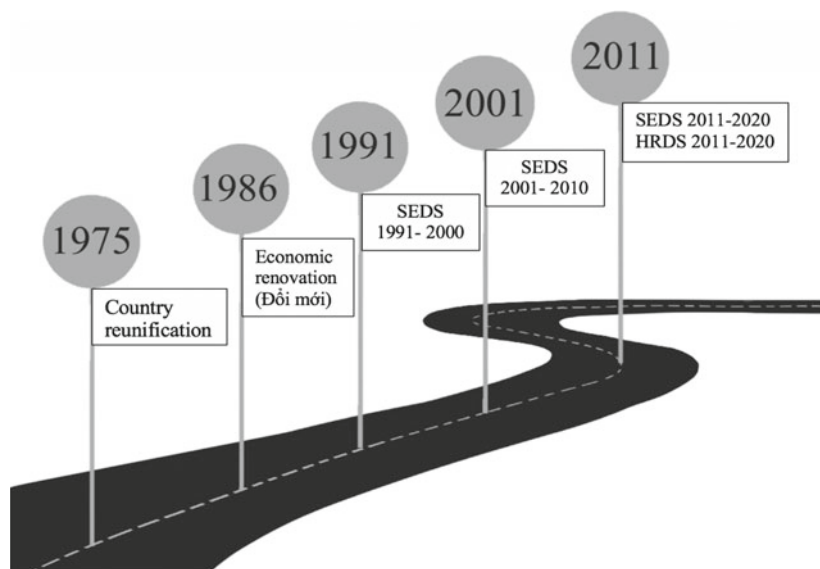 1975
Country
reunification
1986
Economic
renovation
(Đổi mới)
1991
SEDS
1991- 2000
2001
SEDS
2001- 2010
2011
SEDS 2011-2020
HRDS 2011-2020